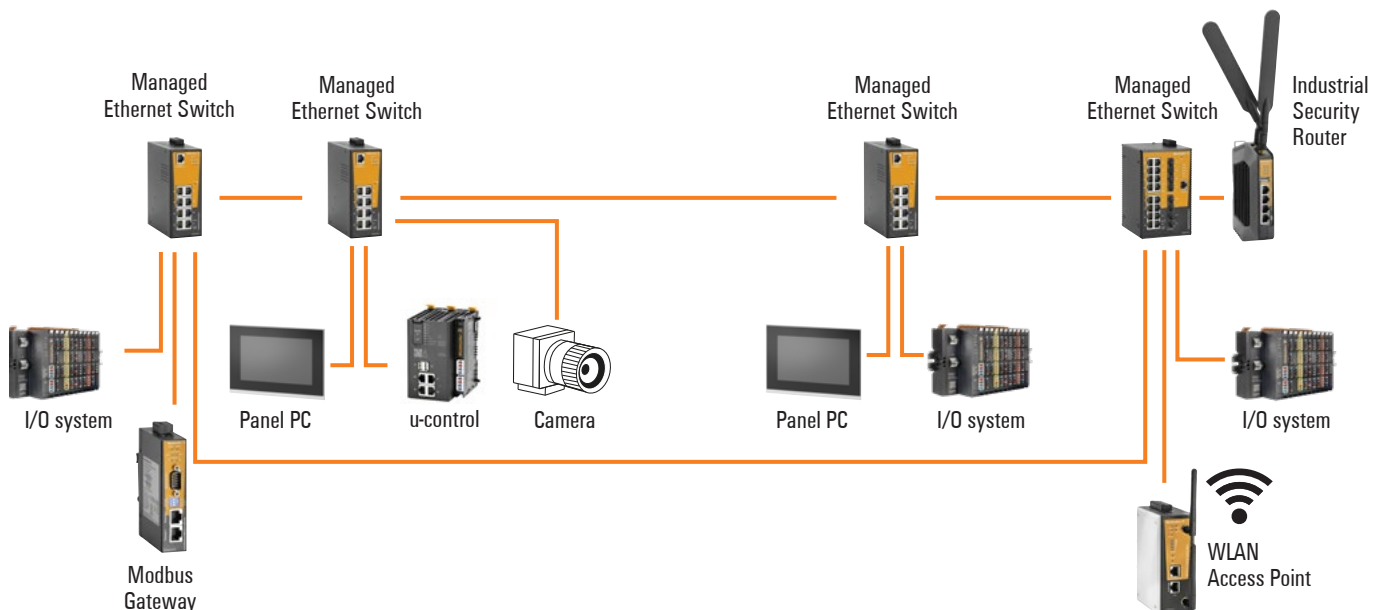 Managed
Ethernet Switch
Managed
Ethernet Switch
Managed
Ethernet Switch
Managed
Ethernet Switch
Industrial
Security
Router
I/O system
Panel PC
u-control
Camera
Panel PC
I/O system
I/O system
Modbus
Gateway
WLAN
Access Point